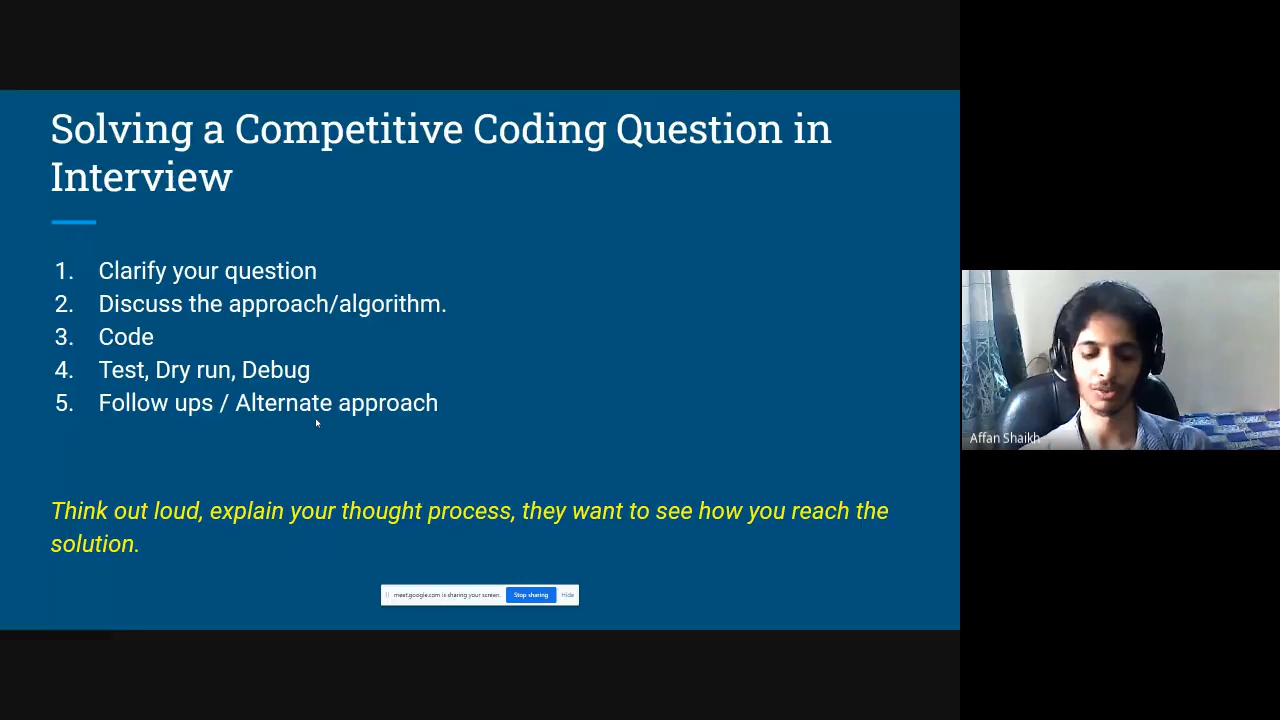 Solving a Competitive Coding Question in
Interview
1. Clarify your question
2. Discuss the approach/algorithm.
3. Code
4. Test, Dry run, Debug
5. Follow ups / Alternate approach
Think out loud, explain your thought process, they want to see how you reach the
solution.
meet.google.com is sharing your screen. Stop sharing Hide
Affan Shaikh